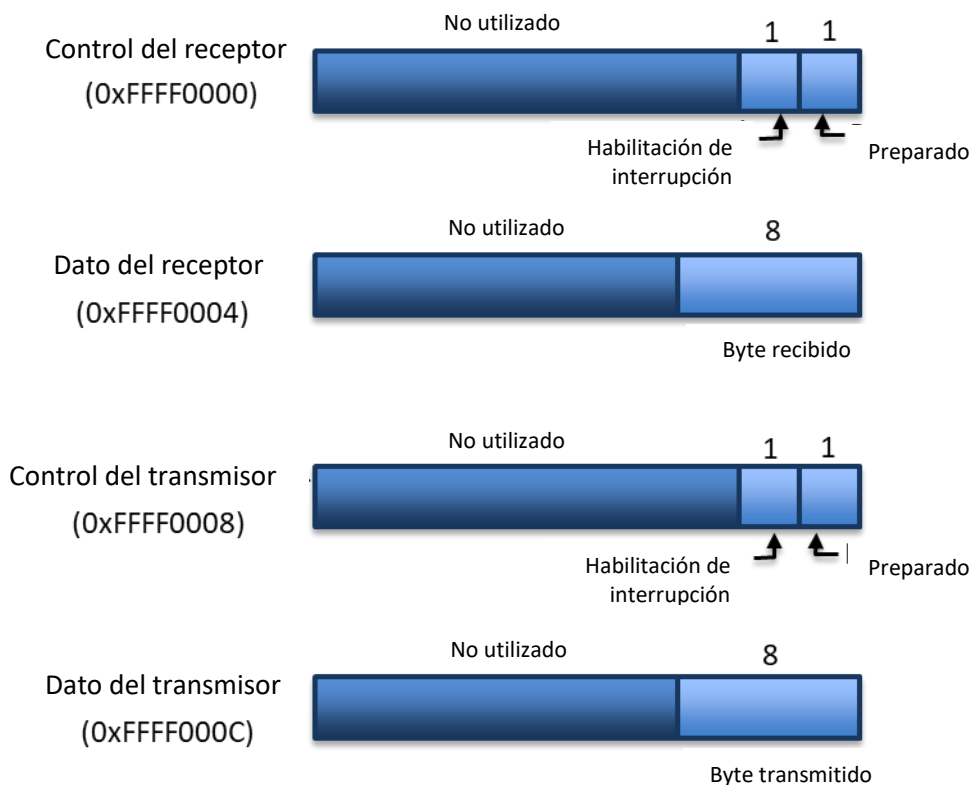 No utilizado
1 1
Control del receptor
(0xFFFF0000)
Habilitación de
interrupción
Preparado
No utilizado
8
Dato del receptor
(0xFFFF0004)
Byte recibido
No utilizado
1 1
Control del transmisor
(0xFFFF0008)
Habilitación de
interrupción
Preparado
No utilizado
8
Dato del transmisor
(0xFFFF000C)
Byte transmitido